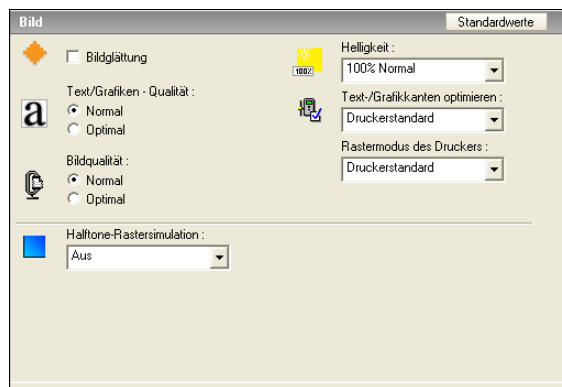 Bild
Standardwerte
Bildglättung
Text/Grafiken - Qualität :
Normal
Optimal
Bildqualität :
Normal
Optimal
Halftone-Rastersimulation :
Aus
Helligkeit :
100%
100% Normal
Text-/Grafikkanten optimieren :
Druckerstandard
Rastermodus des Druckers :
Druckerstandard
a